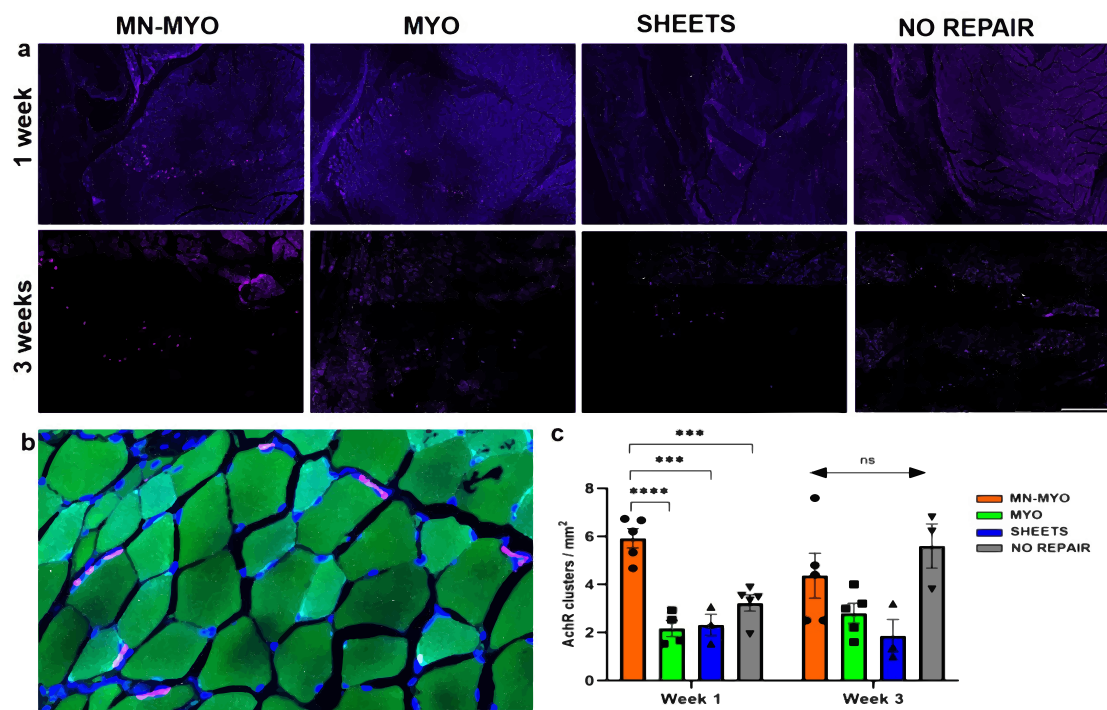 MN-MYO MYO SHEETS NO REPAIR
a
1 week
3 weeks
b
c
*** 
***
****
ns
AchR clusters / mm²
8
6
4
2
0
Week 1 Week 3
MN-MYO
MYO
SHEETS
NO REPAIR